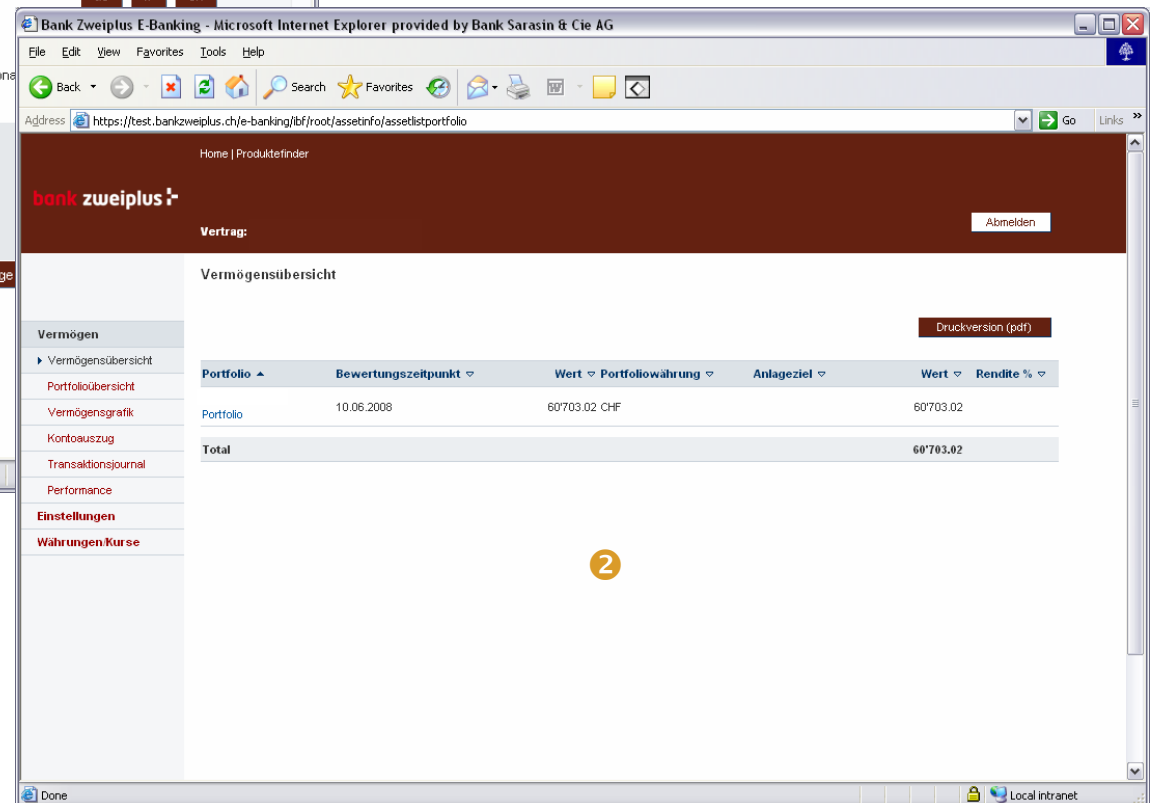 Bank Zweiplus E-Banking - Microsoft Internet Explorer provided by Bank Sarasin & Cie AG
File Edit View Favorites Tools Help
Back Search Favorites
Address https://test.bankzweiplus.ch/e-banking/ibf/root/assetinfo/assetlistportfolio Go Links »
Home | Produktefinder
bank zweiplus
Abmelden
Vertrag:
Vermögensübersicht
Druckversion (pdf)
Vermögen
Vermögensübersicht
Portfolioübersicht
Vermögensgrafik
Kontoauszug
Transaktionsjournal
Performance
Einstellungen
Währungen/Kurse
Portfolio Bewertungszeitpunkt Wert Portfoliowährung Anlageziel Wert Rendite %
Portfolio 10.06.2008 60'703.02 CHF 60'703.02
Total 60'703.02
2
Done Local intranet